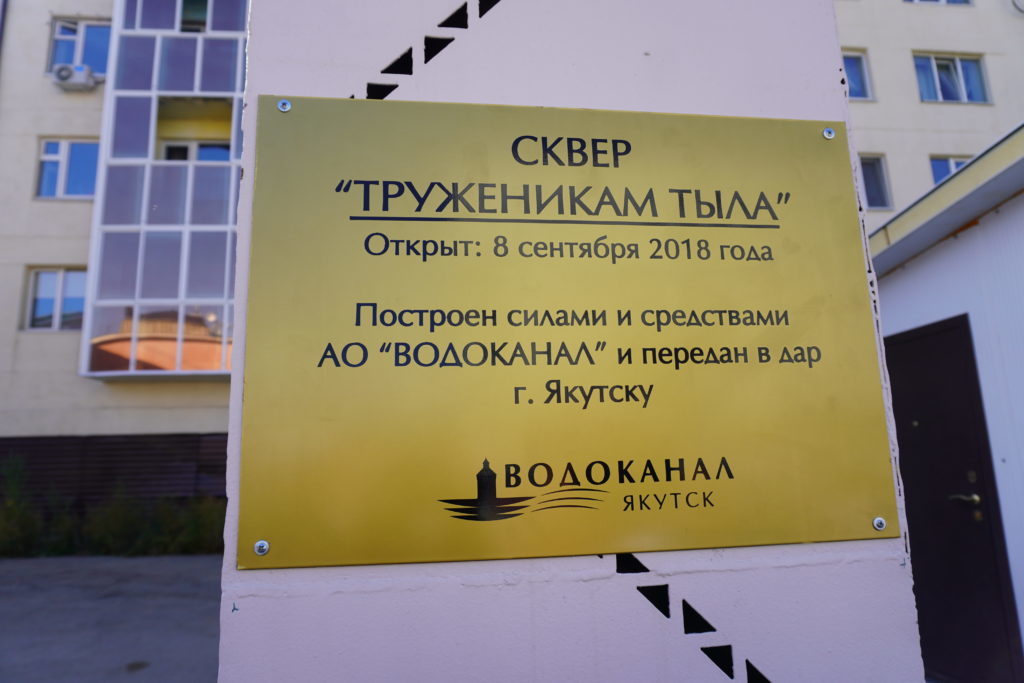 СКВЕР
“ТРУЖЕНИКАМ ТЫЛА”
Открыт: 8 сентября 2018 года
Построен силами и средствами
АО “ВОДОКАНАЛ” и передан в дар
г. Якутску
ВОДОКАНАЛ
ЯКУТСК